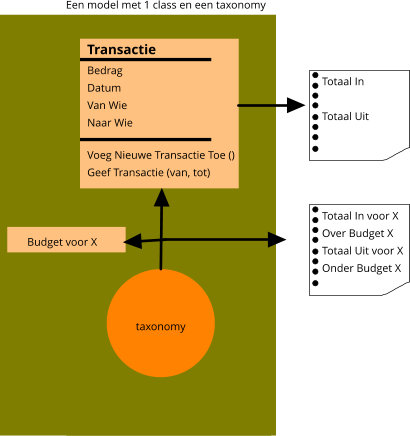 Een model met 1 class en een taxonomy
Transactie
Bedrag
Datum
Van Wie
Naar Wie
Voeg Nieuwe Transactie Toe ()
Geef Transactie (van, tot)
Totaal In
Totaal Uit
Budget voor X
Totaal In voor X
Over Budget X
Totaal Uit voor X
Onder Budget X
taxonomy